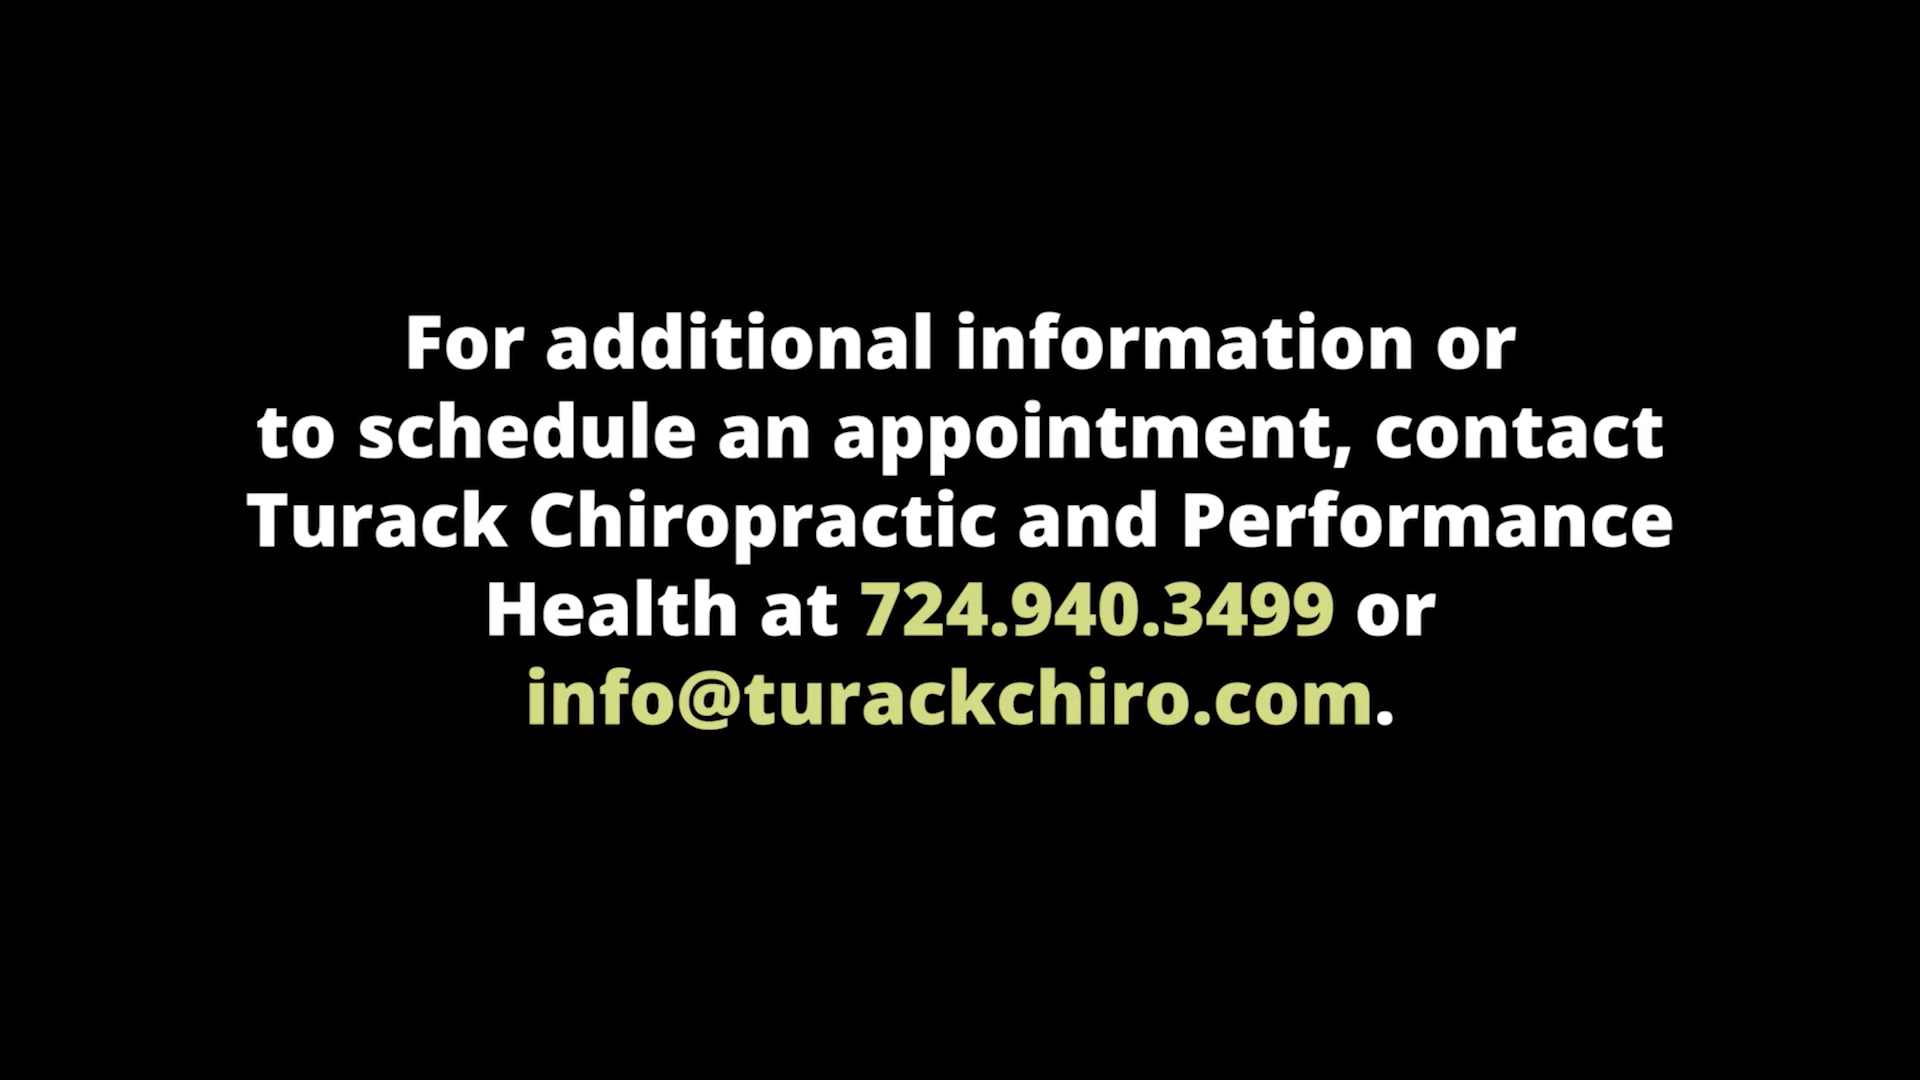 For additional information or
to schedule an appointment, contact
Turack Chiropractic and Performance
Health at 724.940.3499 or
info@turackchiro.com.